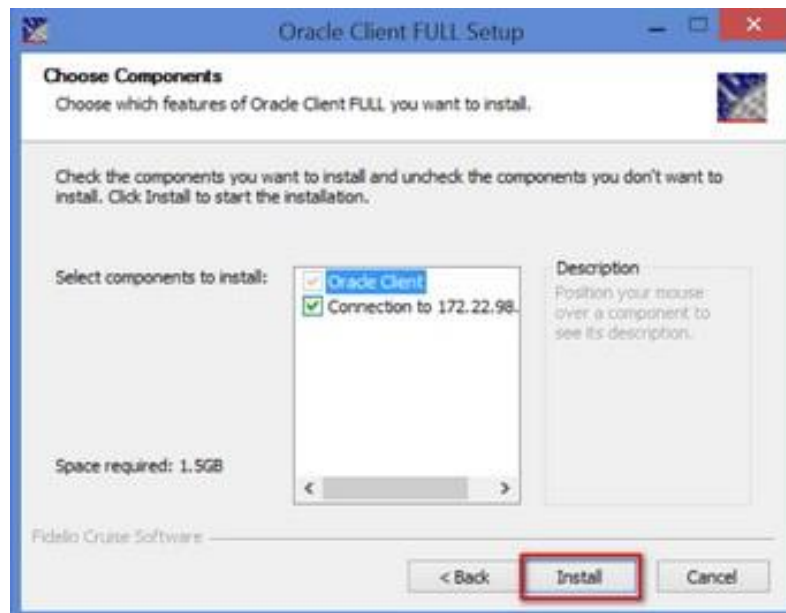 Oracle Client FULL Setup
Choose Components
Choose which features of Oracle Client FULL you want to install.
Check the components you want to install and uncheck the components you don't want to
install. Click Install to start the installation.
Select components to install:
Oracle Client
Connection to 172.22.98.
Description
Position your mouse
over a component to
see its description.
Space required: 1.5GB
Fidelio Cruise Software
< Back
Install
Cancel